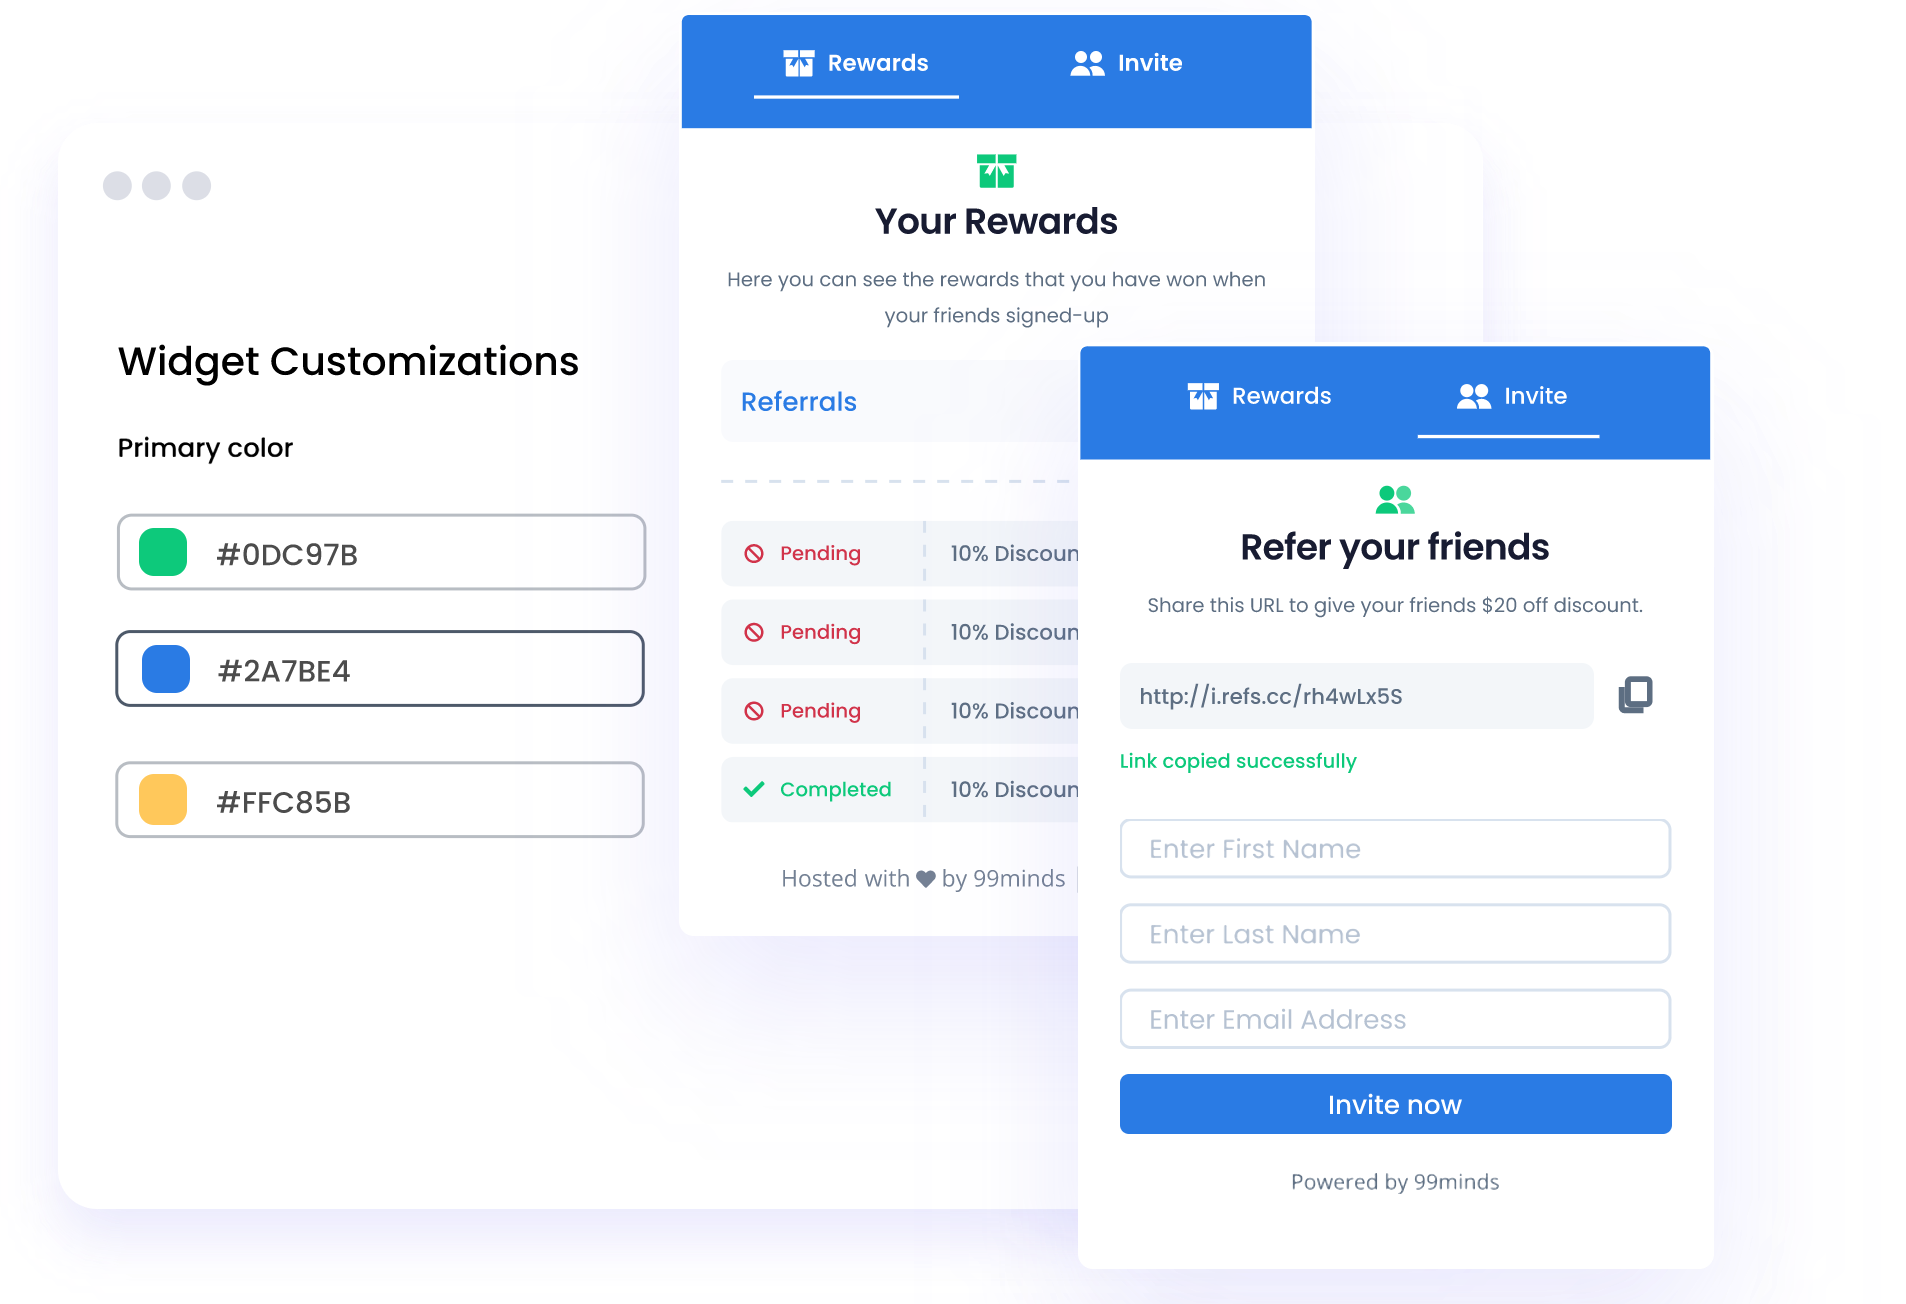 Widget Customizations
Primary color
#0DC97B
#2A7BE4
#FFC85B
Rewards
Invite
Your Rewards
Here you can see the rewards that you have won when
your friends signed-up
Referrals
Pending
10% Discoun
Pending
10% Discoun
Pending
10% Discoun
Completed
10% Discoun
Hosted with ♥ by 99minds
Rewards
Invite
Refer your friends
Share this URL to give your friends $20 off discount.
http://i.refs.cc/rh4wLx5S
Link copied successfully
Enter First Name
Enter Last Name
Enter Email Address
Invite now
Powered by 99minds